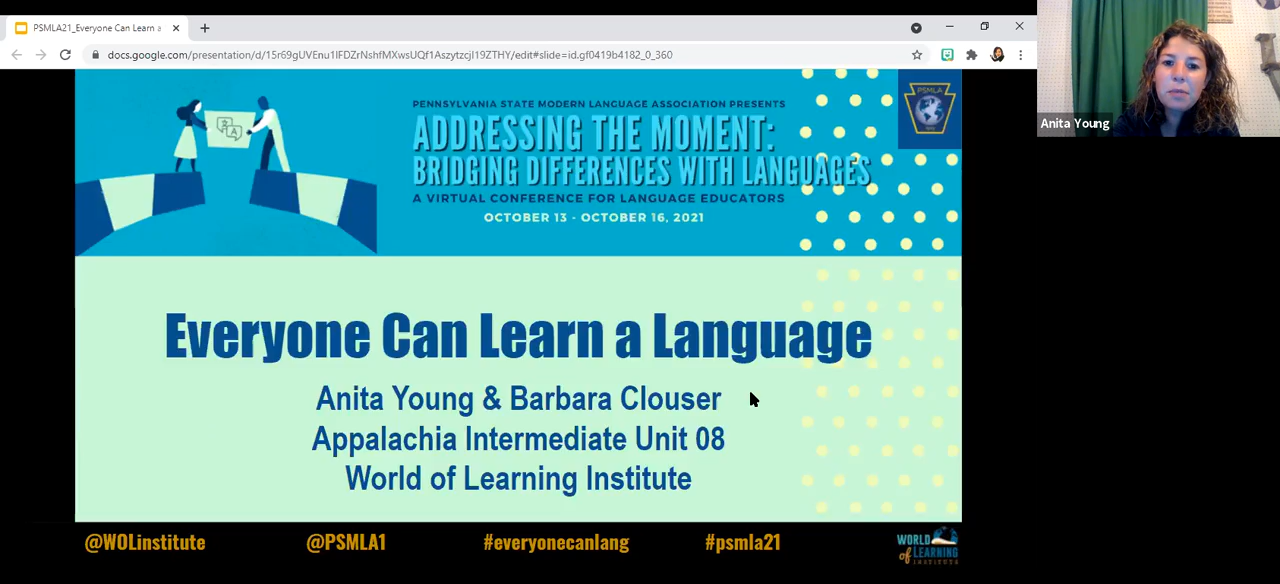 PSMLA21_Everyone Can Learn a
docs.google.com/presentation/d/15r69gUVEnu1lFDZrNshfMXwsUQf1Aszytzcjl19ZTHY/edit#slide=id.gf0419b4182_0_360
Anita Young
PENNSYLVANIA STATE MODERN LANGUAGE ASSOCIATION PRESENTS
ADDRESSING THE MOMENT:
BRIDGING DIFFERENCES WITH LANGUAGES
A VIRTUAL CONFERENCE FOR LANGUAGE EDUCATORS
OCTOBER 13 - OCTOBER 16, 2021
PSMLA
Everyone Can Learn a Language
Anita Young & Barbara Clouser
Appalachia Intermediate Unit 08
World of Learning Institute
@WOLinstitute @PSMLA1 #everyonecanlang #psmla21
WORLD
of LEARNING
INSTITUTE